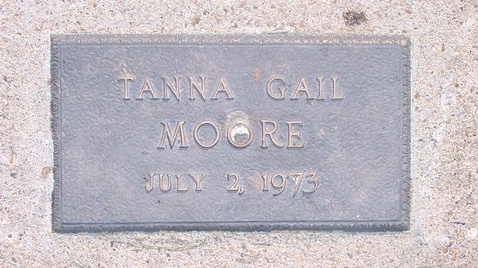 TANNA GAIL
MOORE
JULY 2, 1973